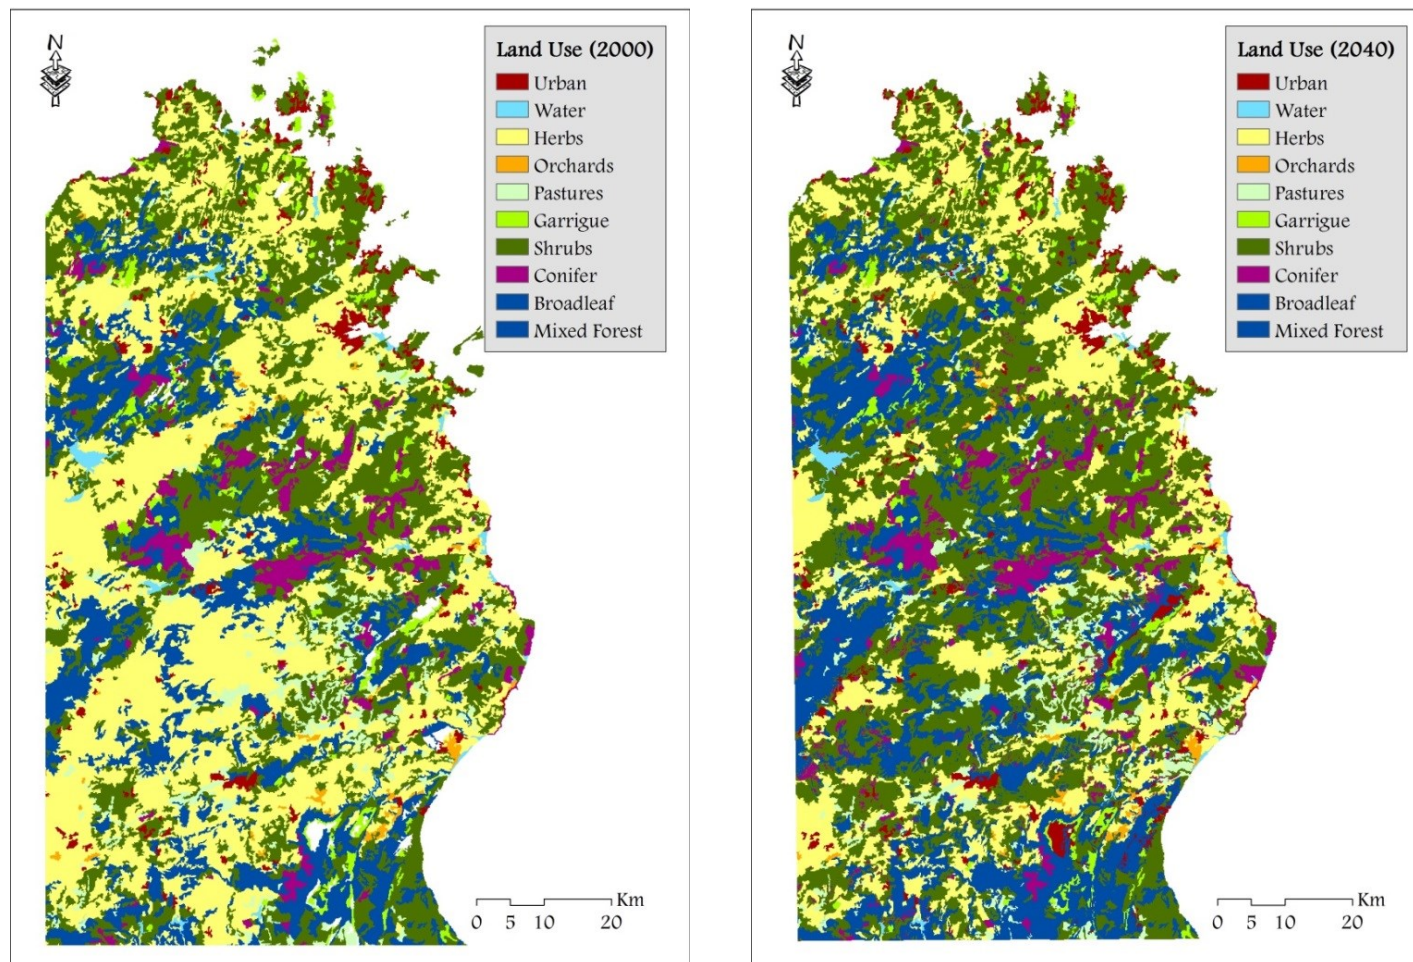 N
Land Use (2000)
Urban
Water
Herbs
Orchards
Pastures
Garrigue
Shrubs
Conifer
Broadleaf
Mixed Forest
Km
0 5 10 20
N
Land Use (2040)
Urban
Water
Herbs
Orchards
Pastures
Garrigue
Shrubs
Conifer
Broadleaf
Mixed Forest
Km
0 5 10 20